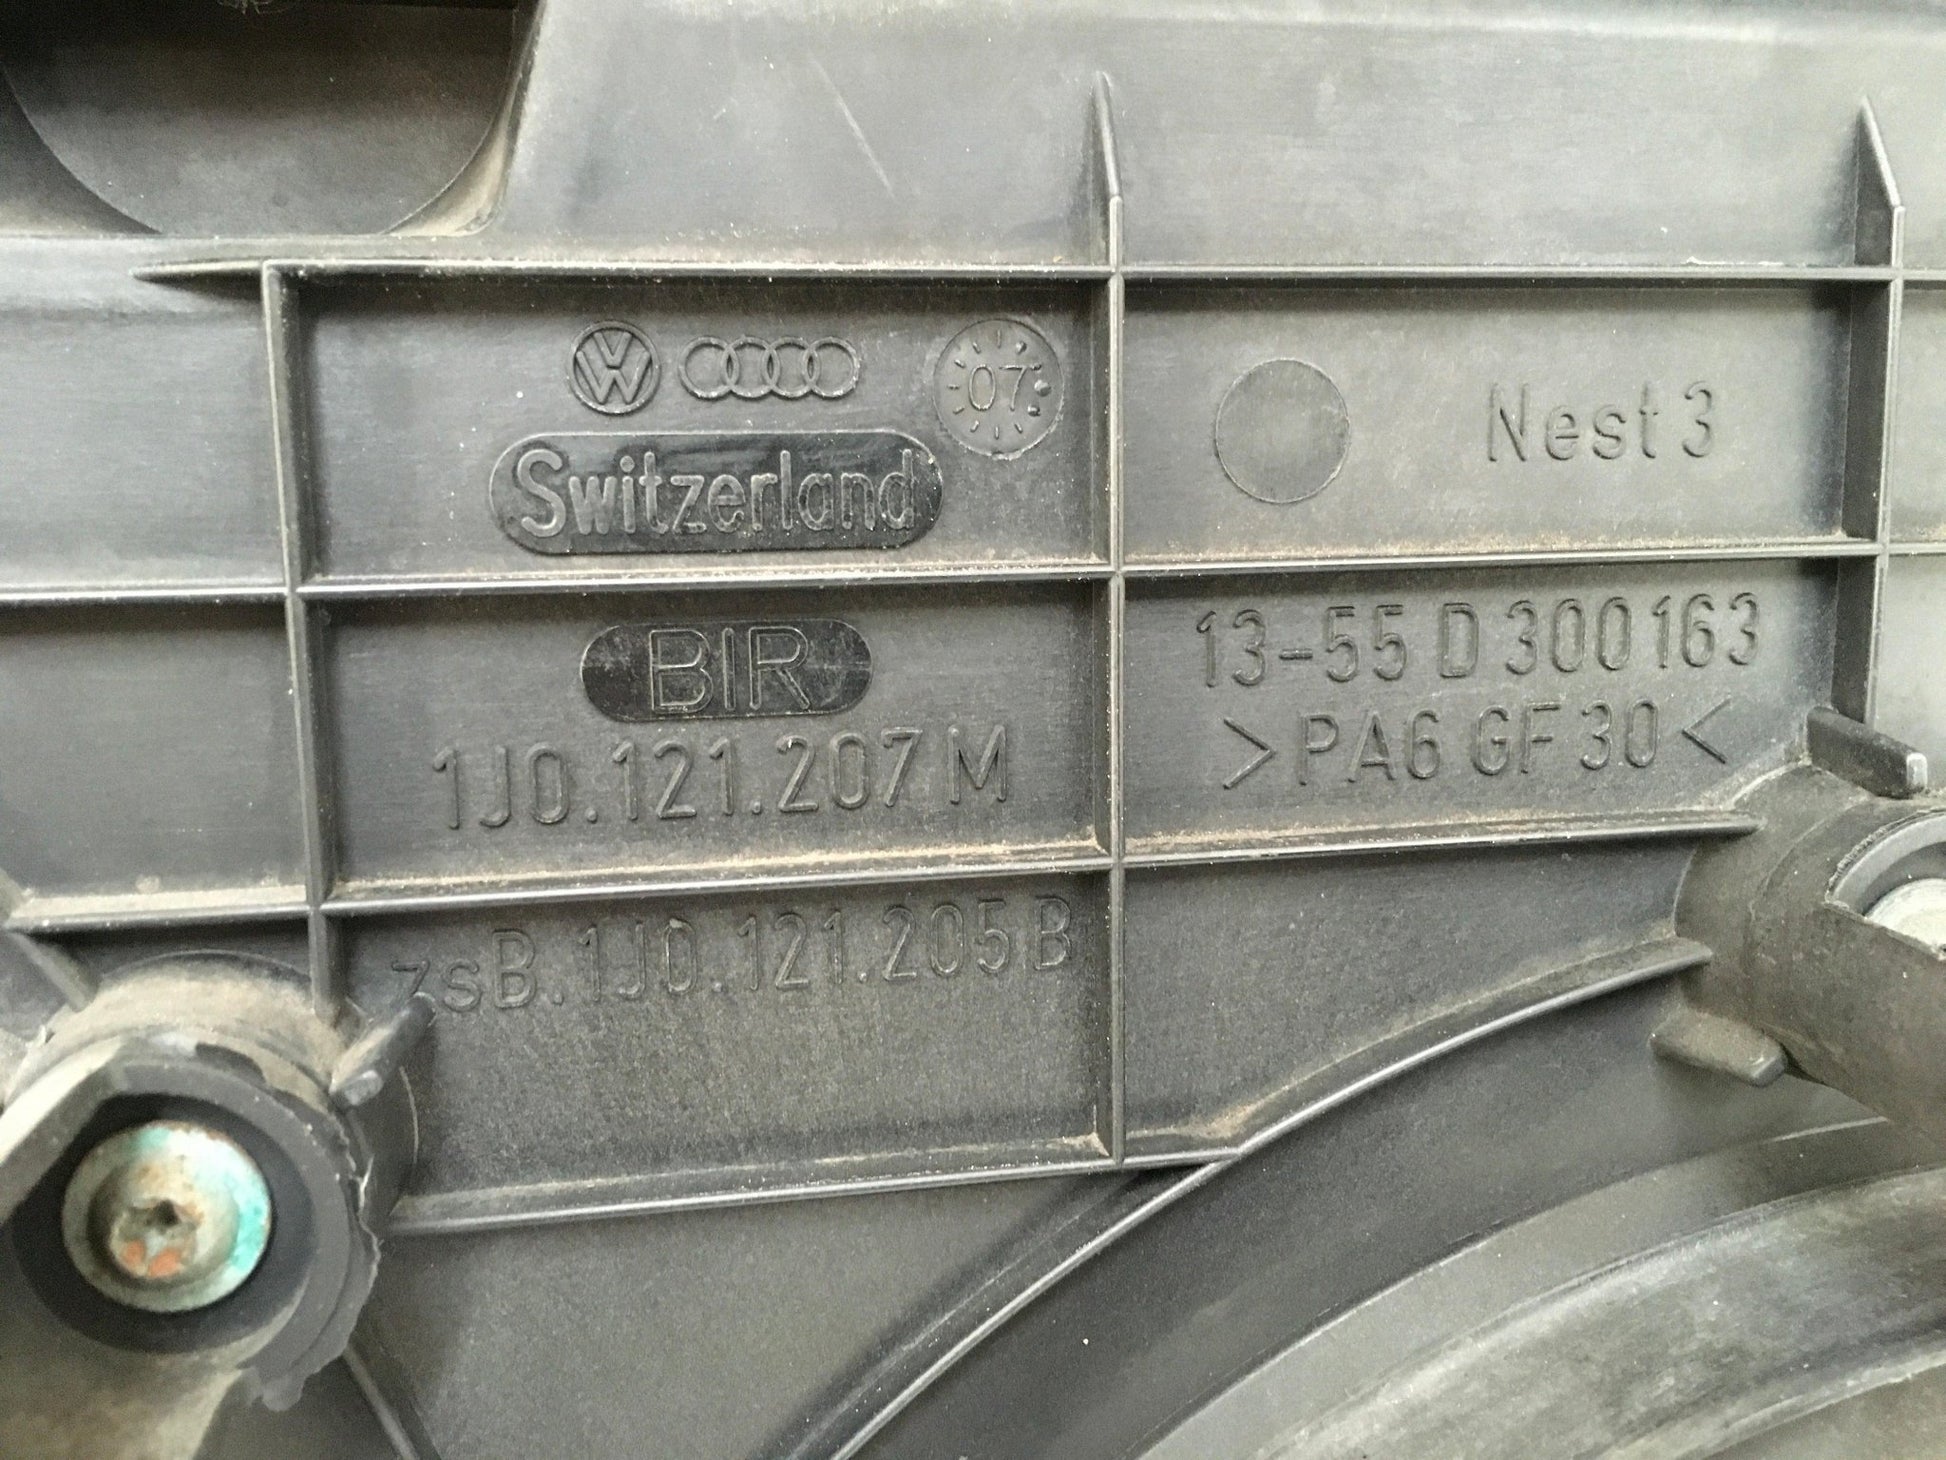 07
Switzerland
Nest 3
BIR
1J0.121.207 M
13-55 D 300 163
>PA6 GF 30<
zsB.1J0.121.205 B